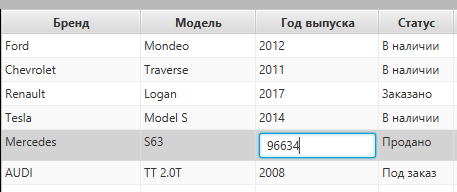 Бренд Модель Год выпуска Статус
Ford Mondeo 2012 В наличии
Chevrolet Traverse 2011 В наличии
Renault Logan 2017 Заказано
Tesla Model S 2014 В наличии
Mercedes S63 96634 Продано
AUDI TT 2.0T 2008 Под заказ